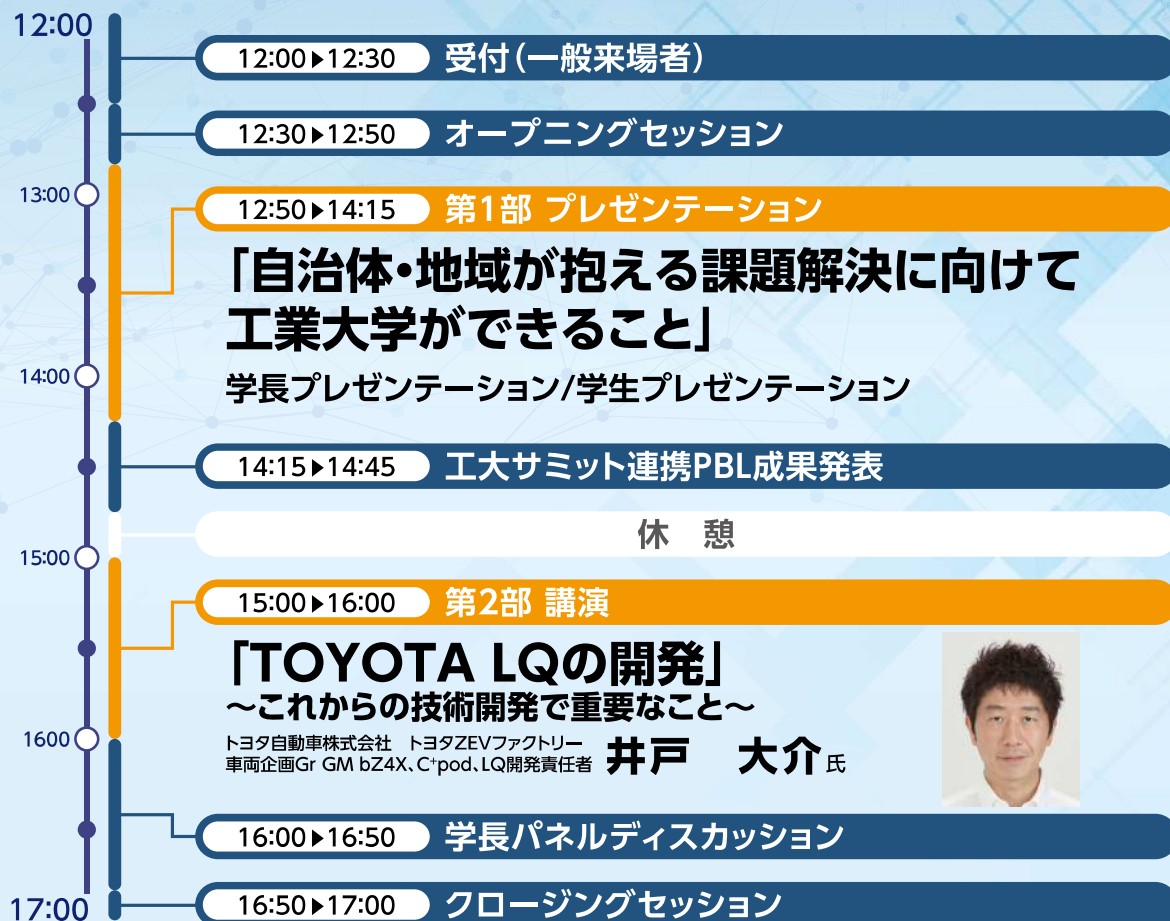 12:00
12:00▶12:30 受付(一般来場者)
12:30▶12:50 オープニングセッション
13:00
12:50▶14:15 第1部 プレゼンテーション
「自治体・地域が抱える課題解決に向けて
工業大学ができること」
14:00
学長プレゼンテーション/学生プレゼンテーション
14:15▶14:45 工大サミット連携PBL成果発表
休 憩
15:00
15:00▶16:00 第2部 講演
「TOYOTA LQの開発」
〜これからの技術開発で重要なこと〜
1600
トヨタ自動車株式会社 トヨタZEVファクトリー
車両企画Gr GM bZ4X、C⁺pod、LQ開発責任者 井戸 大介 氏
16:00▶16:50 学長パネルディスカッション
16:50▶17:00 クロージングセッション
17:00